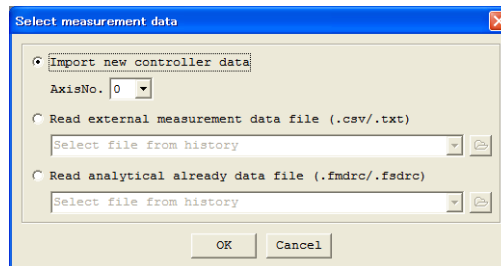 Select measurement data
Import new controller data
AxisNo. 0
Read external measurement data file (.csv/.txt)
Select file from history
Read analytical already data file (.fmdrc/.fsdrc)
Select file from history
OK Cancel